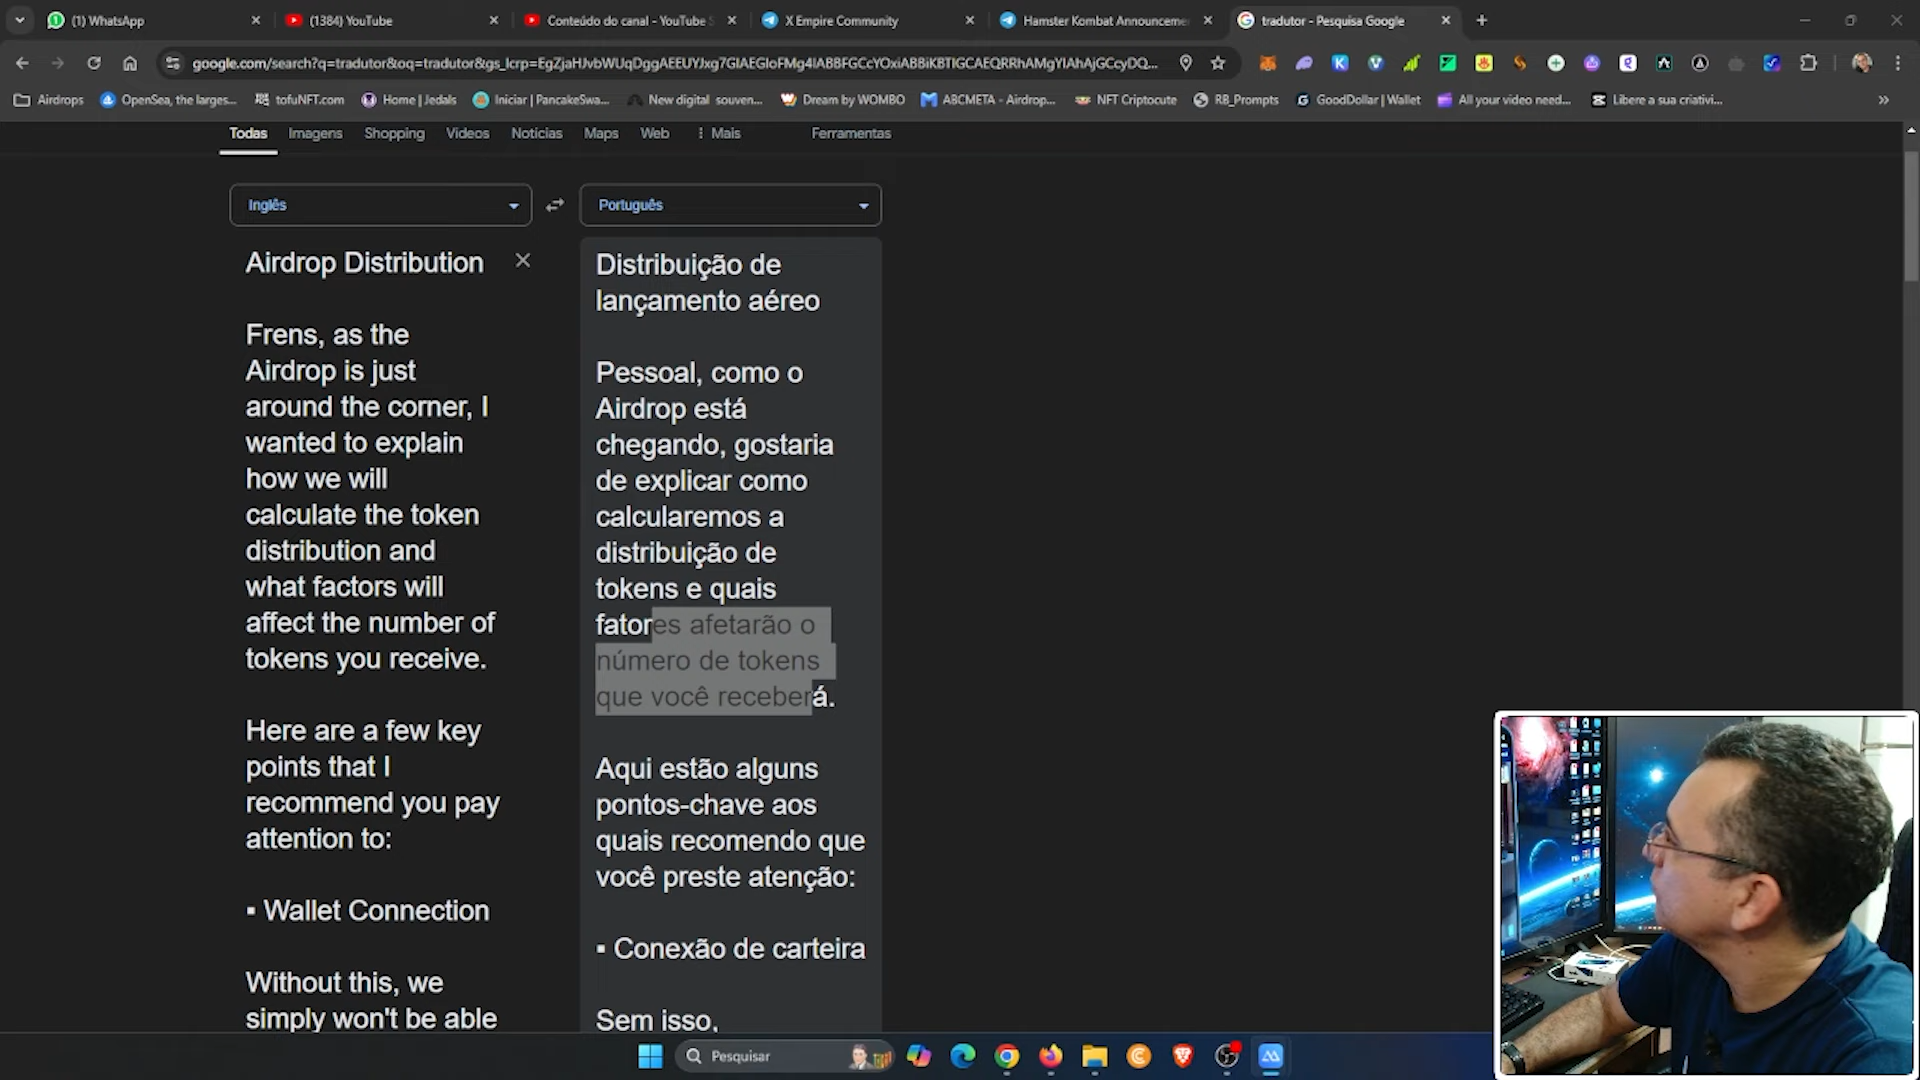 (1) WhatsApp
(1384) YouTube
Conteúdo do canal - YouTube S
X Empire Community
Hamster Kombat Announceme
tradutor - Pesquisa Google
Airdrops
OpenSea, the larges...
tofuNFT.com
Home | Jedals
Iniciar | PancakeSwa...
New digital souven...
Dream by WOMBO
ABCMETA - Airdrop...
NFT Criptocute
RB_Prompts
GoodDollar | Wallet
All your video need...
Libere a sua criativi...
Todas
Imagens
Shopping
Vídeos
Notícias
Maps
Web
Mais
Ferramentas
Inglês
Português
Airdrop Distribution
Frens, as the
Airdrop is just
around the corner, I
wanted to explain
how we will
calculate the token
distribution and
what factors will
affect the number of
tokens you receive.
Here are a few key
points that I
recommend you pay
attention to:
▪ Wallet Connection
Without this, we
simply won't be able
Distribuição de
lançamento aéreo
Pessoal, como o
Airdrop está
chegando, gostaria
de explicar como
calcularemos a
distribuição de
tokens e quais
fatores afetarão o
número de tokens
que você receberá.
Aqui estão alguns
pontos-chave aos
quais recomendo que
você preste atenção:
▪ Conexão de carteira
Sem isso,
Pesquisar